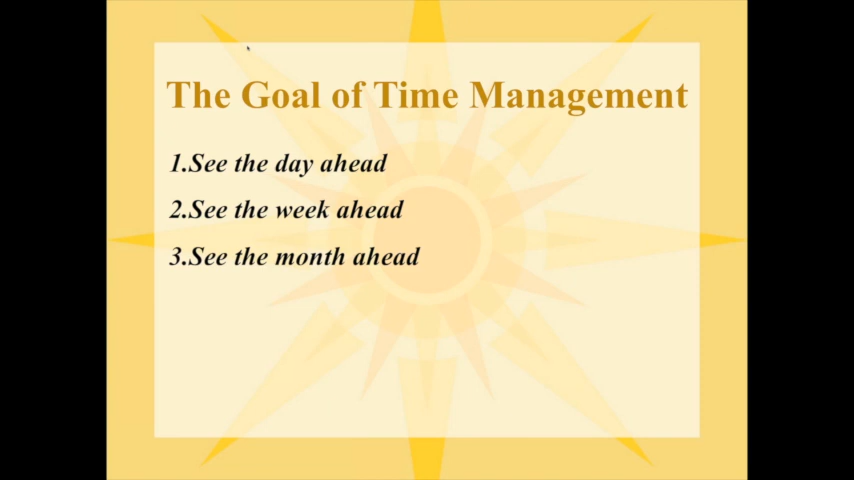 The Goal of Time Management
1.See the day ahead
2.See the week ahead
3.See the month ahead